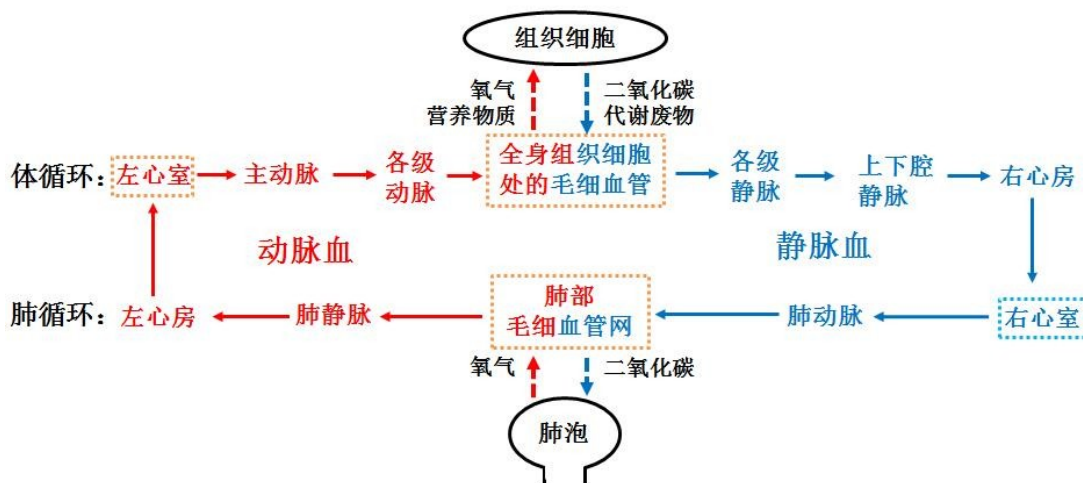 组织细胞
氧气
营养物质
二氧化碳
代谢废物
体循环：
左心室
主动脉
各级
动脉
全身组织细胞
处的毛细血管
各级
静脉
上下腔
静脉
右心房
动脉血
静脉血
肺循环：
左心房
肺静脉
肺部
毛细血管网
肺动脉
右心室
氧气
二氧化碳
肺泡